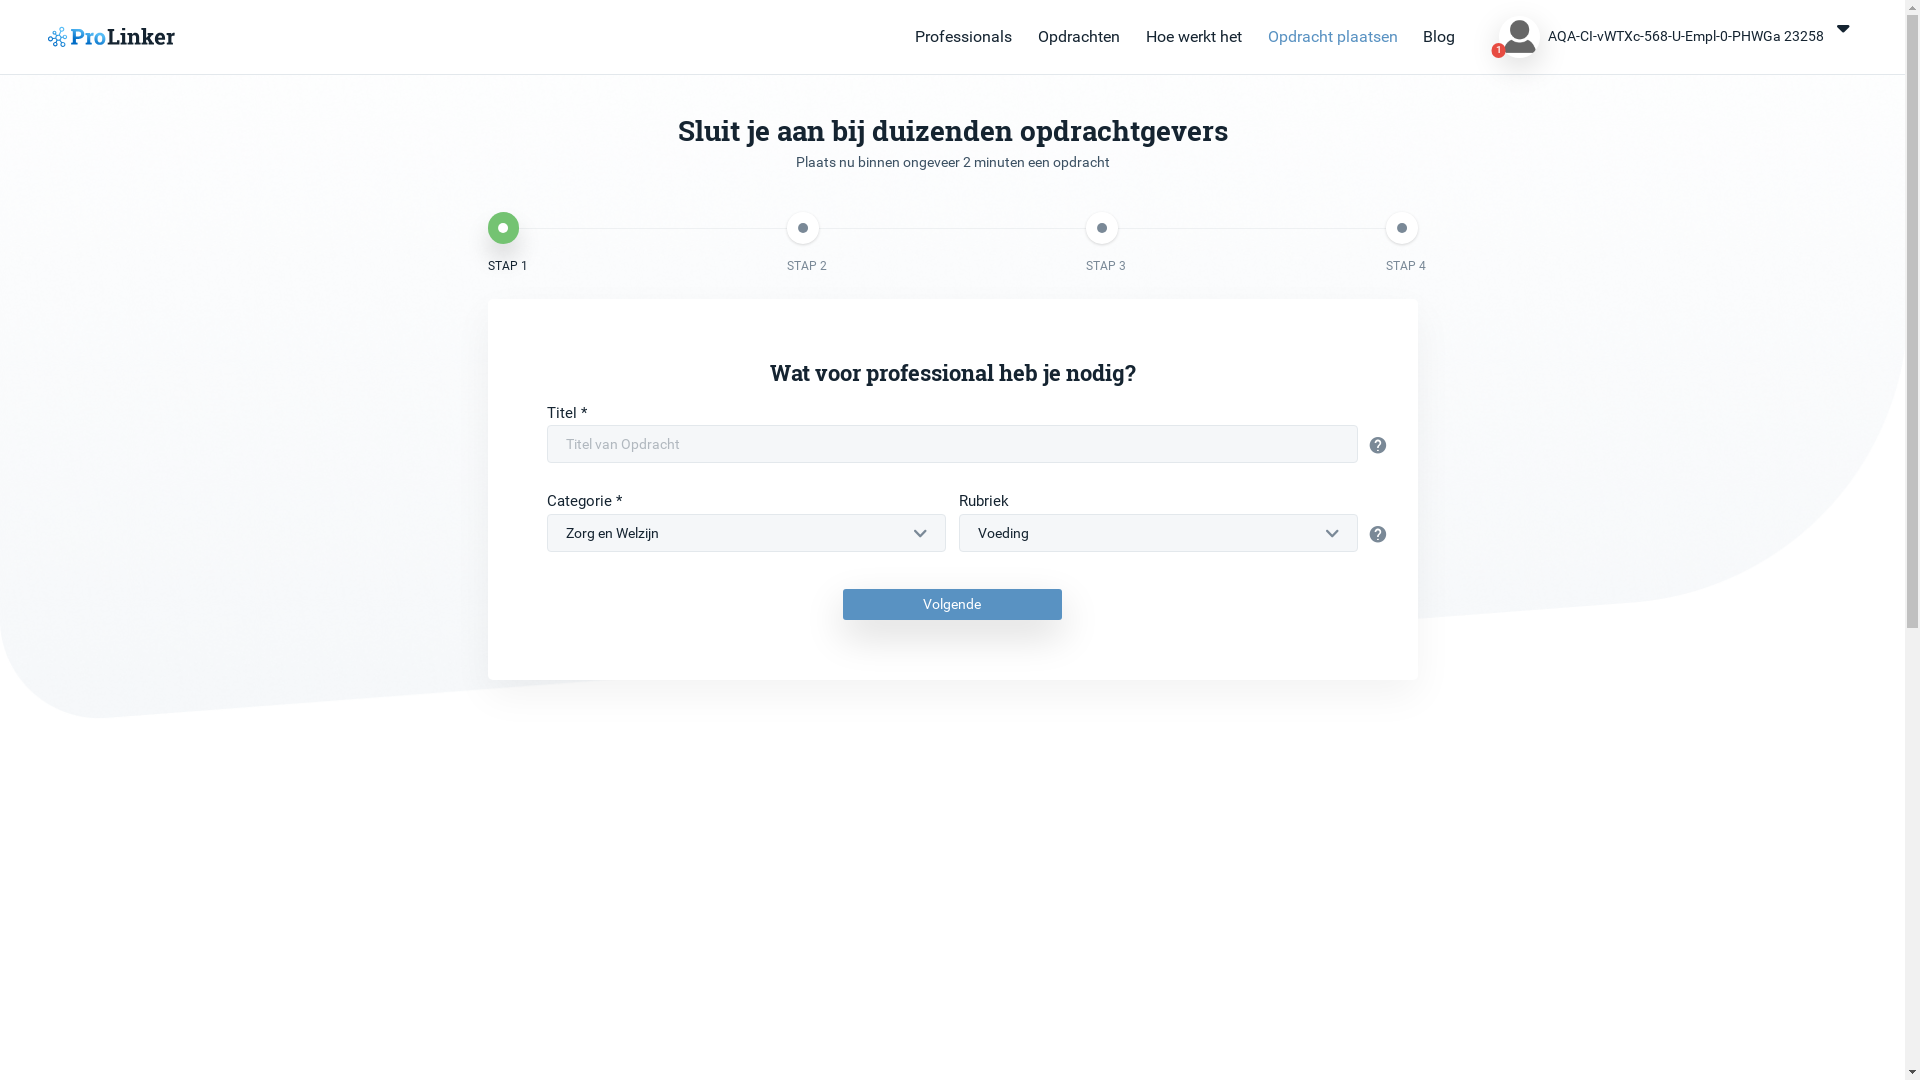 ProLinker
Professionals Opdrachten Hoe werkt het Opdracht plaatsen Blog 1 AQA-CI-vWTXc-568-U-Empl-0-PHWGa 23258
Sluit je aan bij duizenden opdrachtgevers
Plaats nu binnen ongeveer 2 minuten een opdracht
STAP 1 STAP 2 STAP 3 STAP 4
Wat voor professional heb je nodig?
Titel *
Titel van Opdracht
Categorie * Rubriek
Zorg en Welzijn Voeding
Volgende